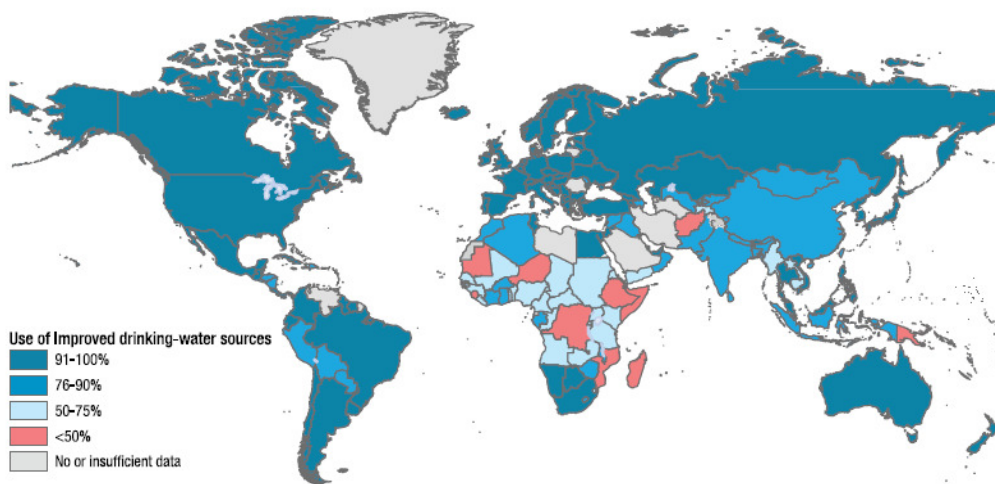 Use of Improved drinking-water sources
91-100%
76-90%
50-75%
<50%
No or insufficient data